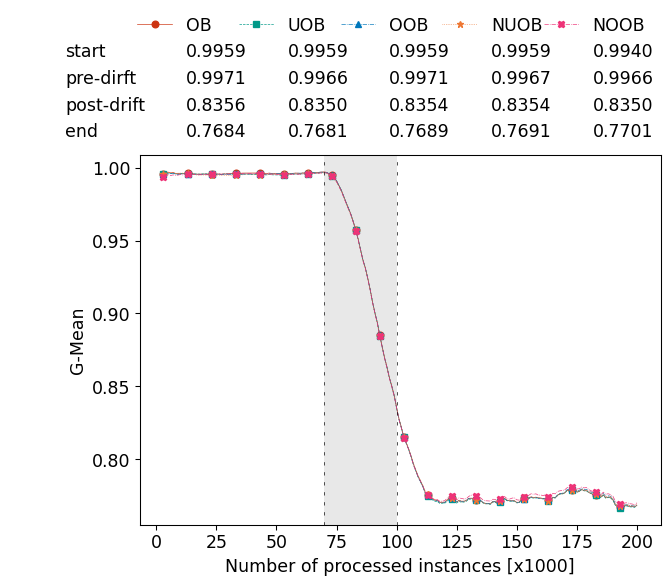 OB UOB OOB NUOB NOOB
start 0.9959 0.9959 0.9959 0.9959 0.9940
pre-dirft 0.9971 0.9966 0.9971 0.9967 0.9966
post-drift 0.8356 0.8350 0.8354 0.8354 0.8350
end 0.7684 0.7681 0.7689 0.7691 0.7701
1.00
0.95
0.90
0.85
0.80
G-Mean
0 25 50 75 100 125 150 175 200
Number of processed instances [x1000]